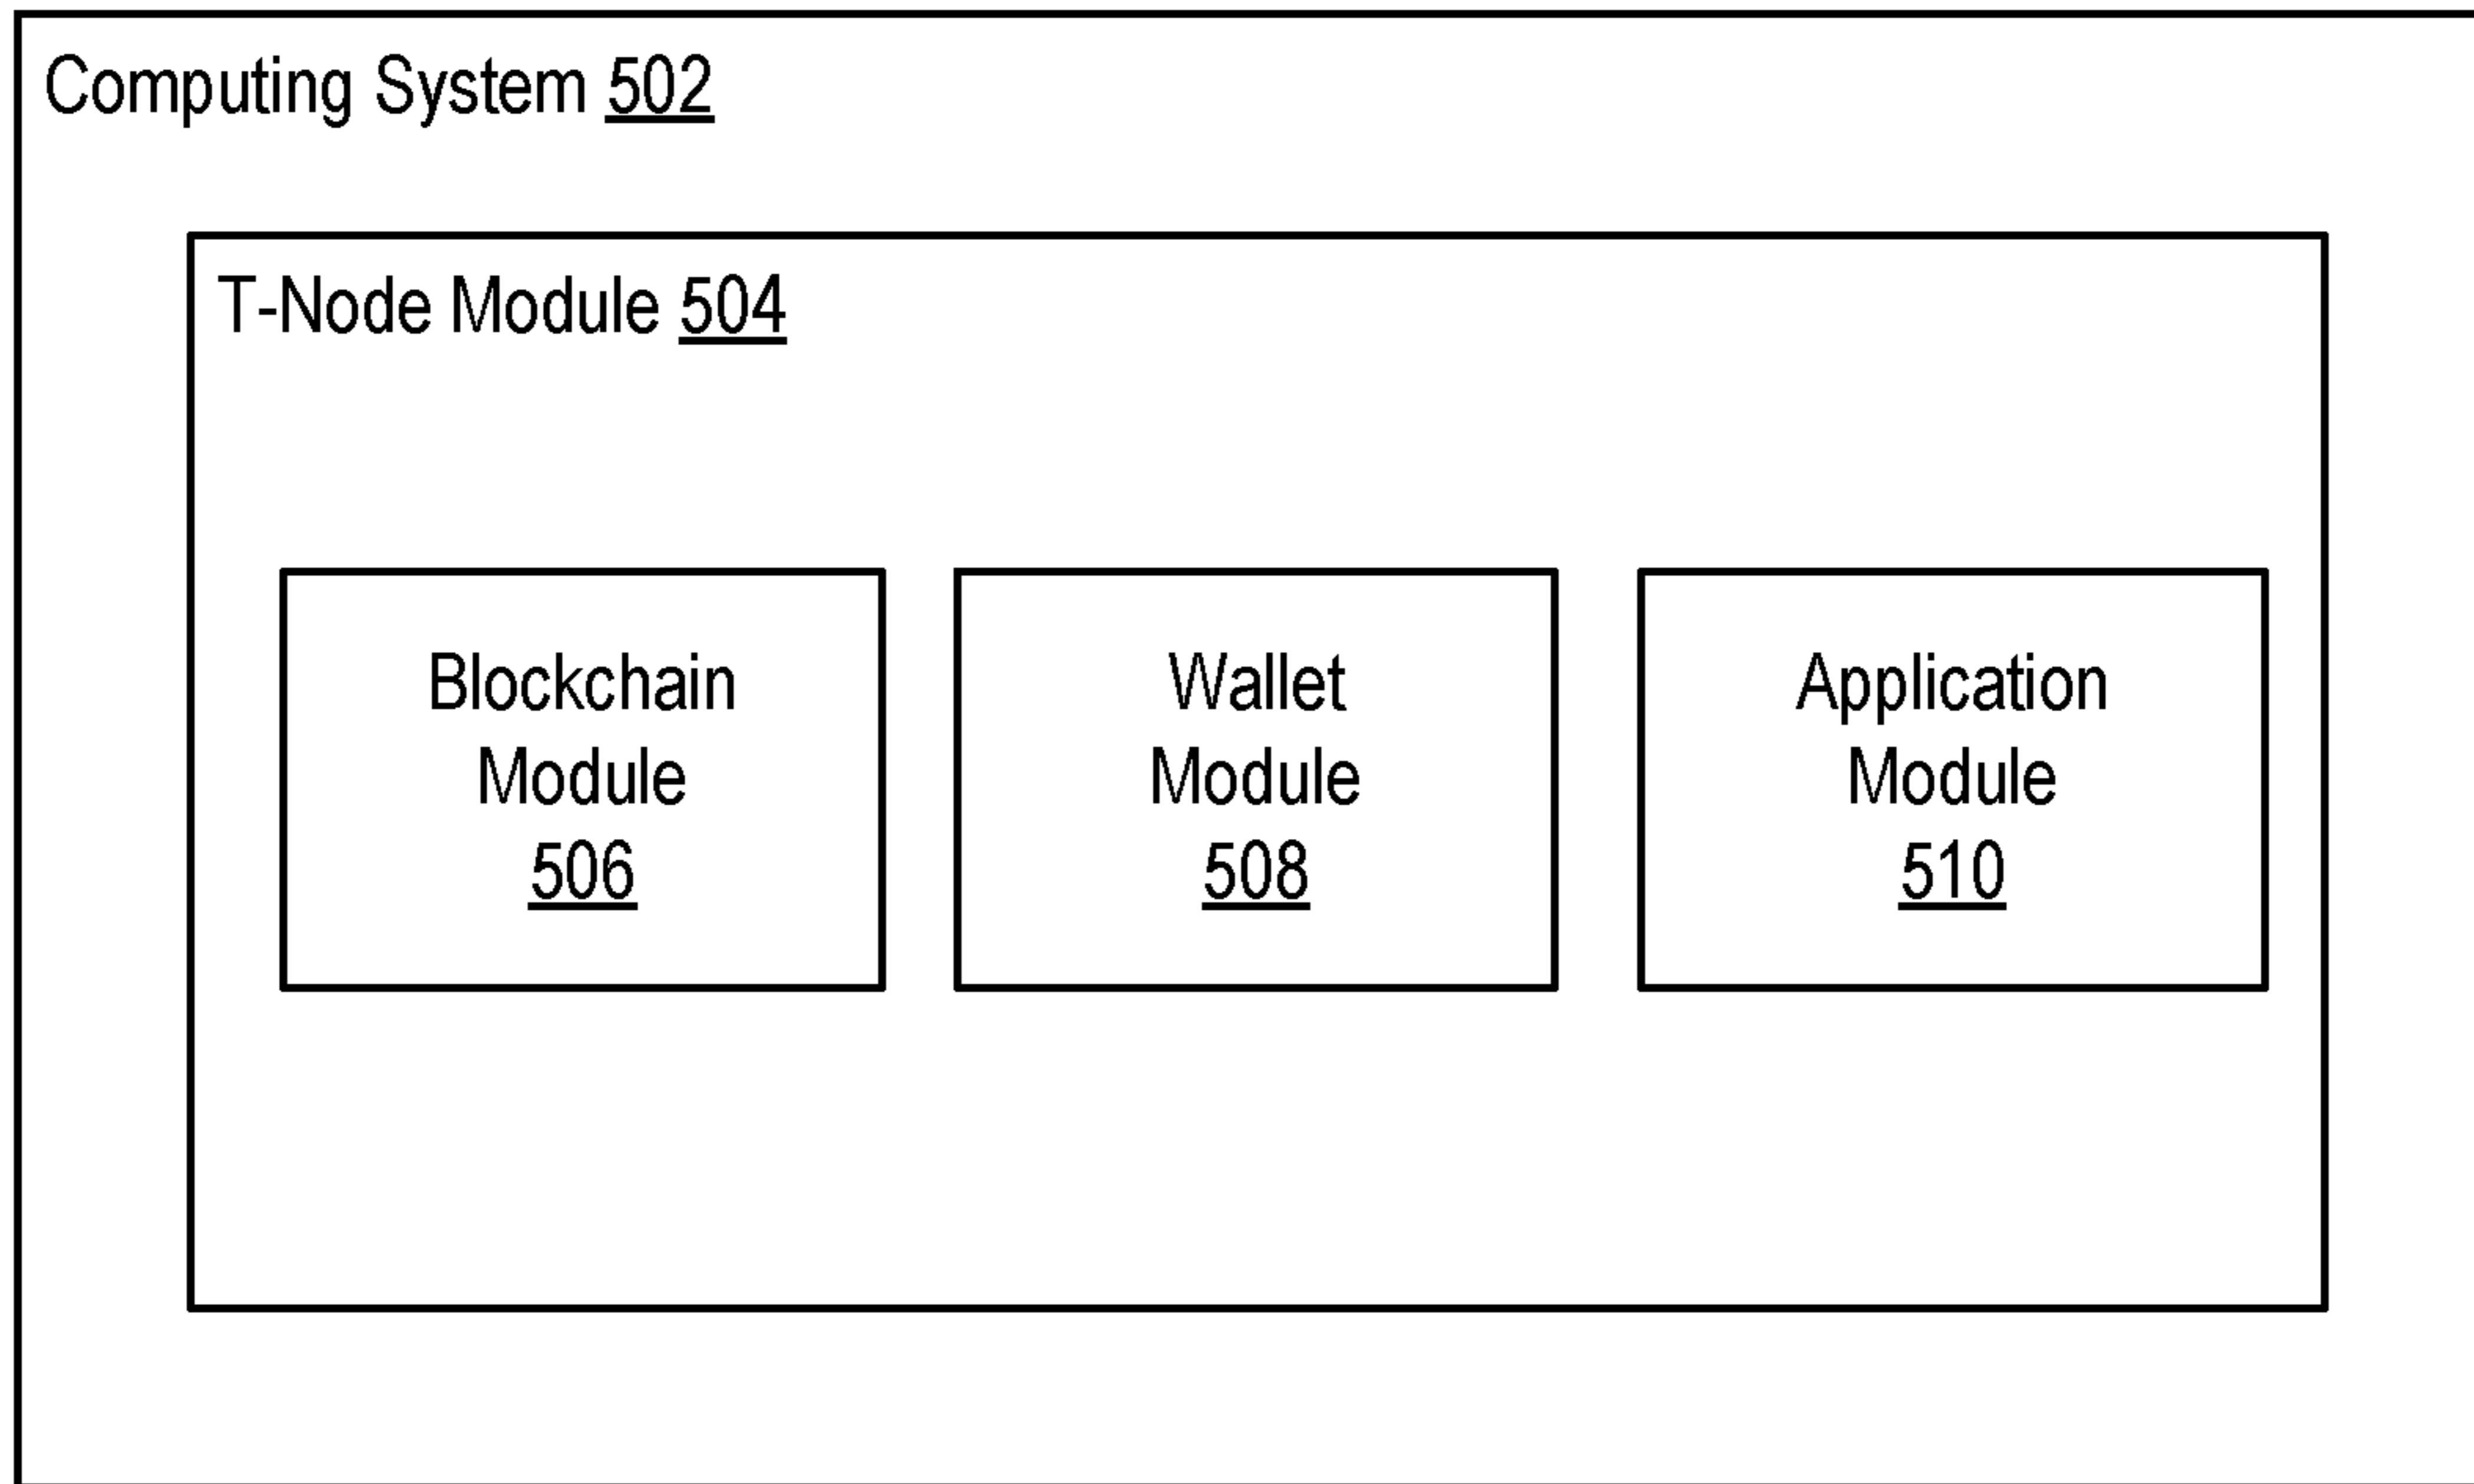 Computing System 502
T-Node Module 504
Blockchain
Module
506
Wallet
Module
508
Application
Module
510